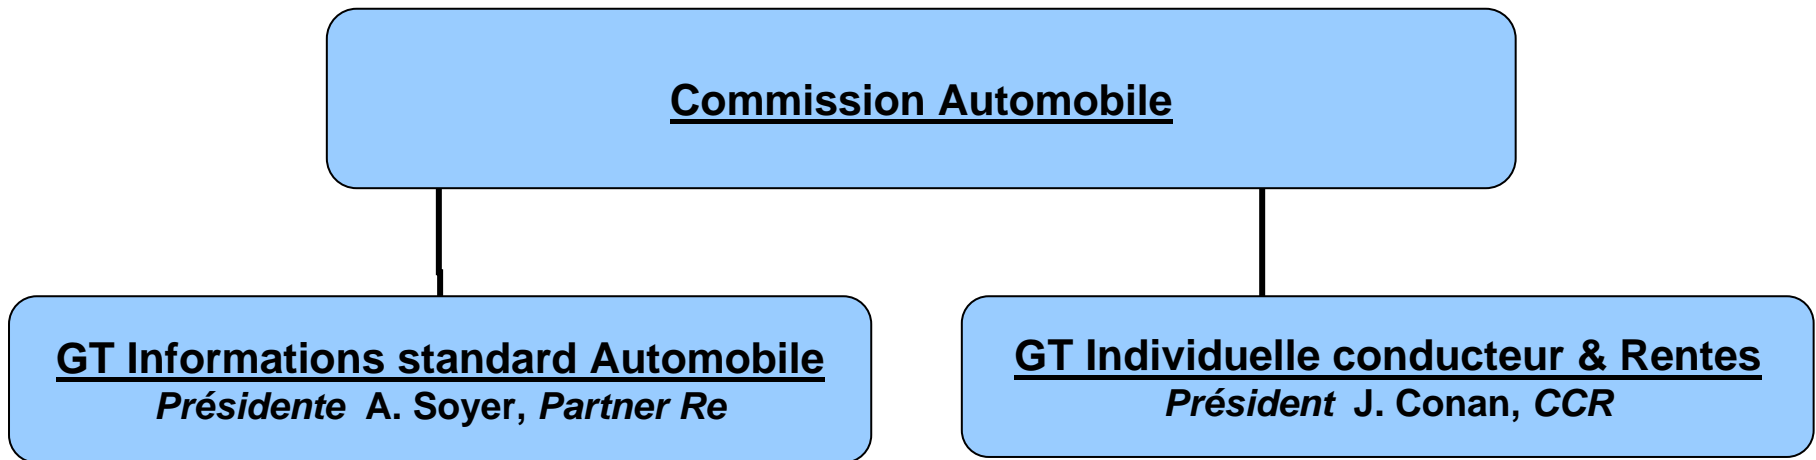 Commission Automobile
GT Informations standard Automobile
Présidente A. Soyer, Partner Re
GT Individuelle conducteur & Rentes
Président J. Conan, CCR